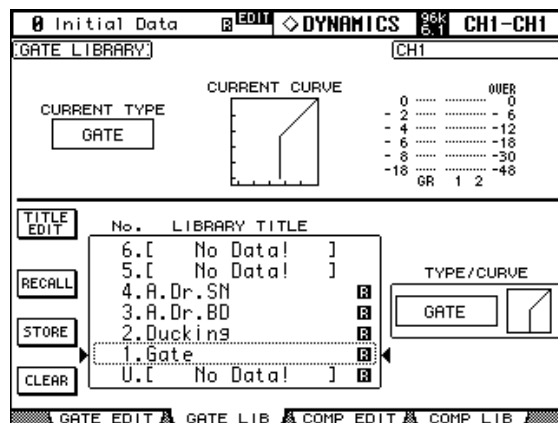 0 Initial Data R EDIT ◇DYNAMICS 96k 6.1 CH1-CH1
GATE LIBRARY CH1
CURRENT TYPE
GATE
CURRENT CURVE
OVER
0 0
- 2 - 6
- 4 -12
- 6 -18
- 8 -30
-18 -48
GR 1 2
TITLE EDIT
RECALL
STORE
CLEAR
No. LIBRARY TITLE
6.[ No Data! ]
5.[ No Data! ]
4.A.Dr.SN R
3.A.Dr.BD R
2.Ducking R
1.Gate R
U.[ No Data! ] R
TYPE/CURVE
GATE
GATE EDIT GATE LIB COMP EDIT COMP LIB